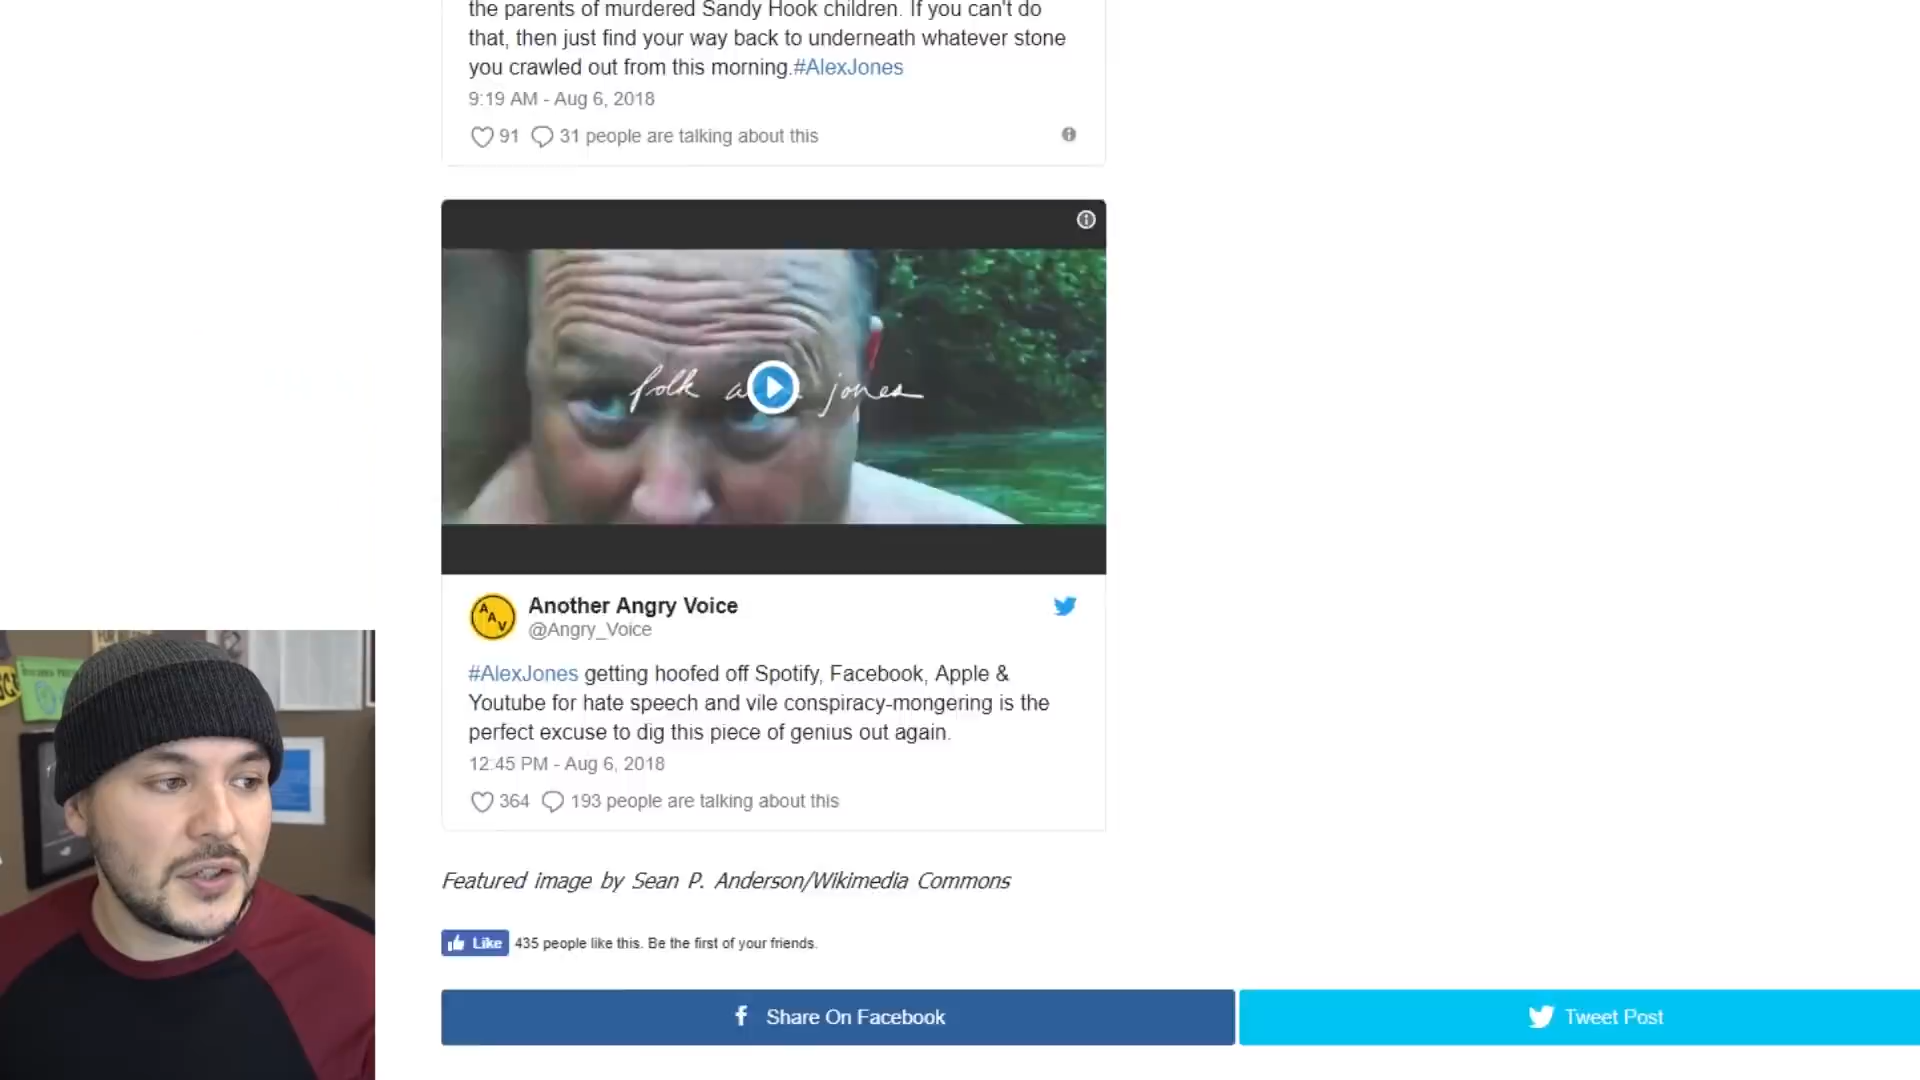 the parents of murdered Sandy Hook children. If you can't do
that, then just find your way back to underneath whatever stone
you crawled out from this morning.#AlexJones
9:19 AM - Aug 6, 2018
91 31 people are talking about this
folk jones
Another Angry Voice
@Angry_Voice
AAV
#AlexJones getting hoofed off Spotify, Facebook, Apple &
Youtube for hate speech and vile conspiracy-mongering is the
perfect excuse to dig this piece of genius out again.
12:45 PM - Aug 6, 2018
364 193 people are talking about this
Featured image by Sean P. Anderson/Wikimedia Commons
Like 435 people like this. Be the first of your friends.
Share On Facebook
Tweet Post